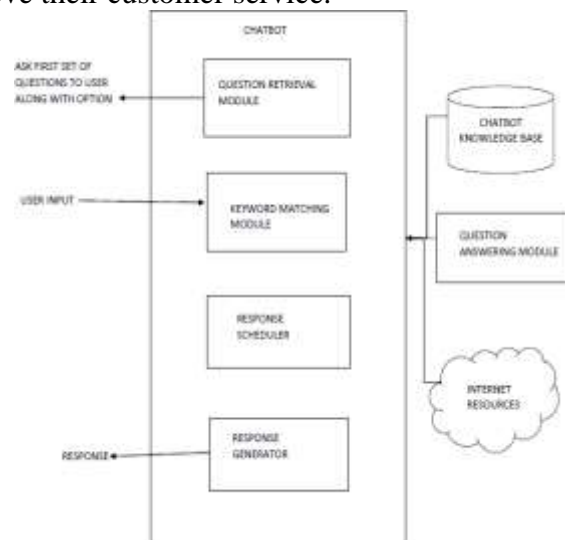 ove their customer service.
CHATBOT
ASK FIRST SET OF
QUESTIONS TO USER
ALONG WITH OPTION
QUESTION RETRIEVAL
MODULE
CHATBOT
KNOWLEDGE BASE
USER INPUT
KEYWORD MATCHING
MODULE
QUESTION
ANSWERING MODULE
RESPONSE
SCHEDULER
INTERNET
RESOURCES
RESPONSE
RESPONSE
GENERATOR